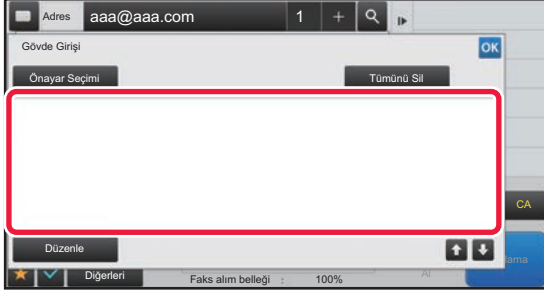 Adres aaa@aaa.com 1 +
Gövde Girişi OK
Önayar Seçimi Tümünü Sil
CA
Düzenle
Diğerleri Faks alım belleği : 100% Al